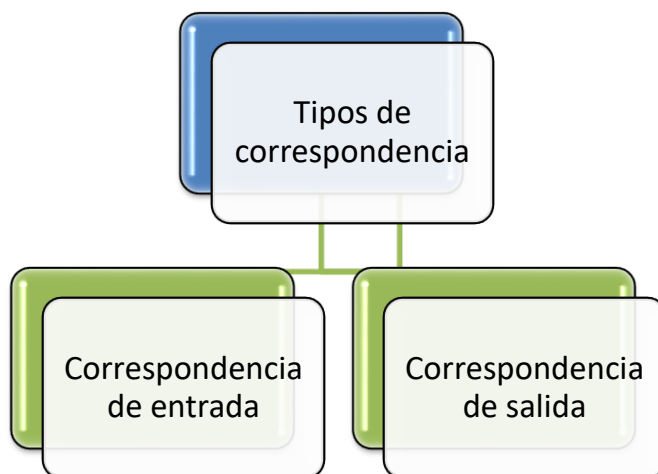 Tipos de
correspondencia
Correspondencia
de entrada
Correspondencia
de salida